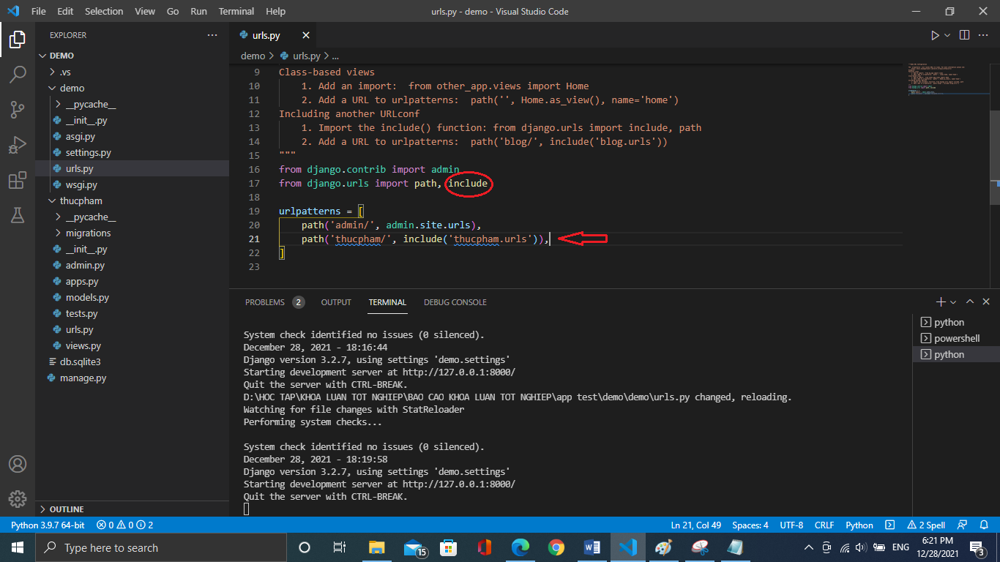 File Edit Selection View Go Run Terminal Help
urls.py - demo - Visual Studio Code
EXPLORER
DEMO
.vs
demo
__pycache__
__init__.py
asgi.py
settings.py
urls.py
wsgi.py
thucpham
__pycache__
migrations
__init__.py
admin.py
apps.py
models.py
tests.py
urls.py
views.py
db.sqlite3
manage.py
OUTLINE
urls.py
demo > urls.py > ...
9 Class-based views
10     1. Add an import:  from other_app.views import Home
11     2. Add a URL to urlpatterns:  path('', Home.as_view(), name='home')
12 Including another URLconf
13     1. Import the include() function: from django.urls import include, path
14     2. Add a URL to urlpatterns:  path('blog/', include('blog.urls'))
15 """
16 from django.contrib import admin
17 from django.urls import path, include
18
19 urlpatterns = [
20     path('admin/', admin.site.urls),
21     path('thucpham/', include('thucpham.urls')),
22 ]
23
PROBLEMS 2 OUTPUT TERMINAL DEBUG CONSOLE
System check identified no issues (0 silenced).
December 28, 2021 - 18:16:44
Django version 3.2.7, using settings 'demo.settings'
Starting development server at http://127.0.0.1:8000/
Quit the server with CTRL-BREAK.
D:\HOC TAP\KHOA LUAN TOT NGHIEP\BAO CAO KHOA LUAN TOT NGHIEP\app test\demo\demo\urls.py changed, reloading.
Watching for file changes with StatReloader
Performing system checks...
System check identified no issues (0 silenced).
December 28, 2021 - 18:19:58
Django version 3.2.7, using settings 'demo.settings'
Starting development server at http://127.0.0.1:8000/
Quit the server with CTRL-BREAK.
python
powershell
python
Python 3.9.7 64-bit 0 0 2
Ln 21, Col 49 Spaces: 4 UTF-8 CRLF Python 2 Spell
Type here to search
15
ENG
6:21 PM
12/28/2021
3